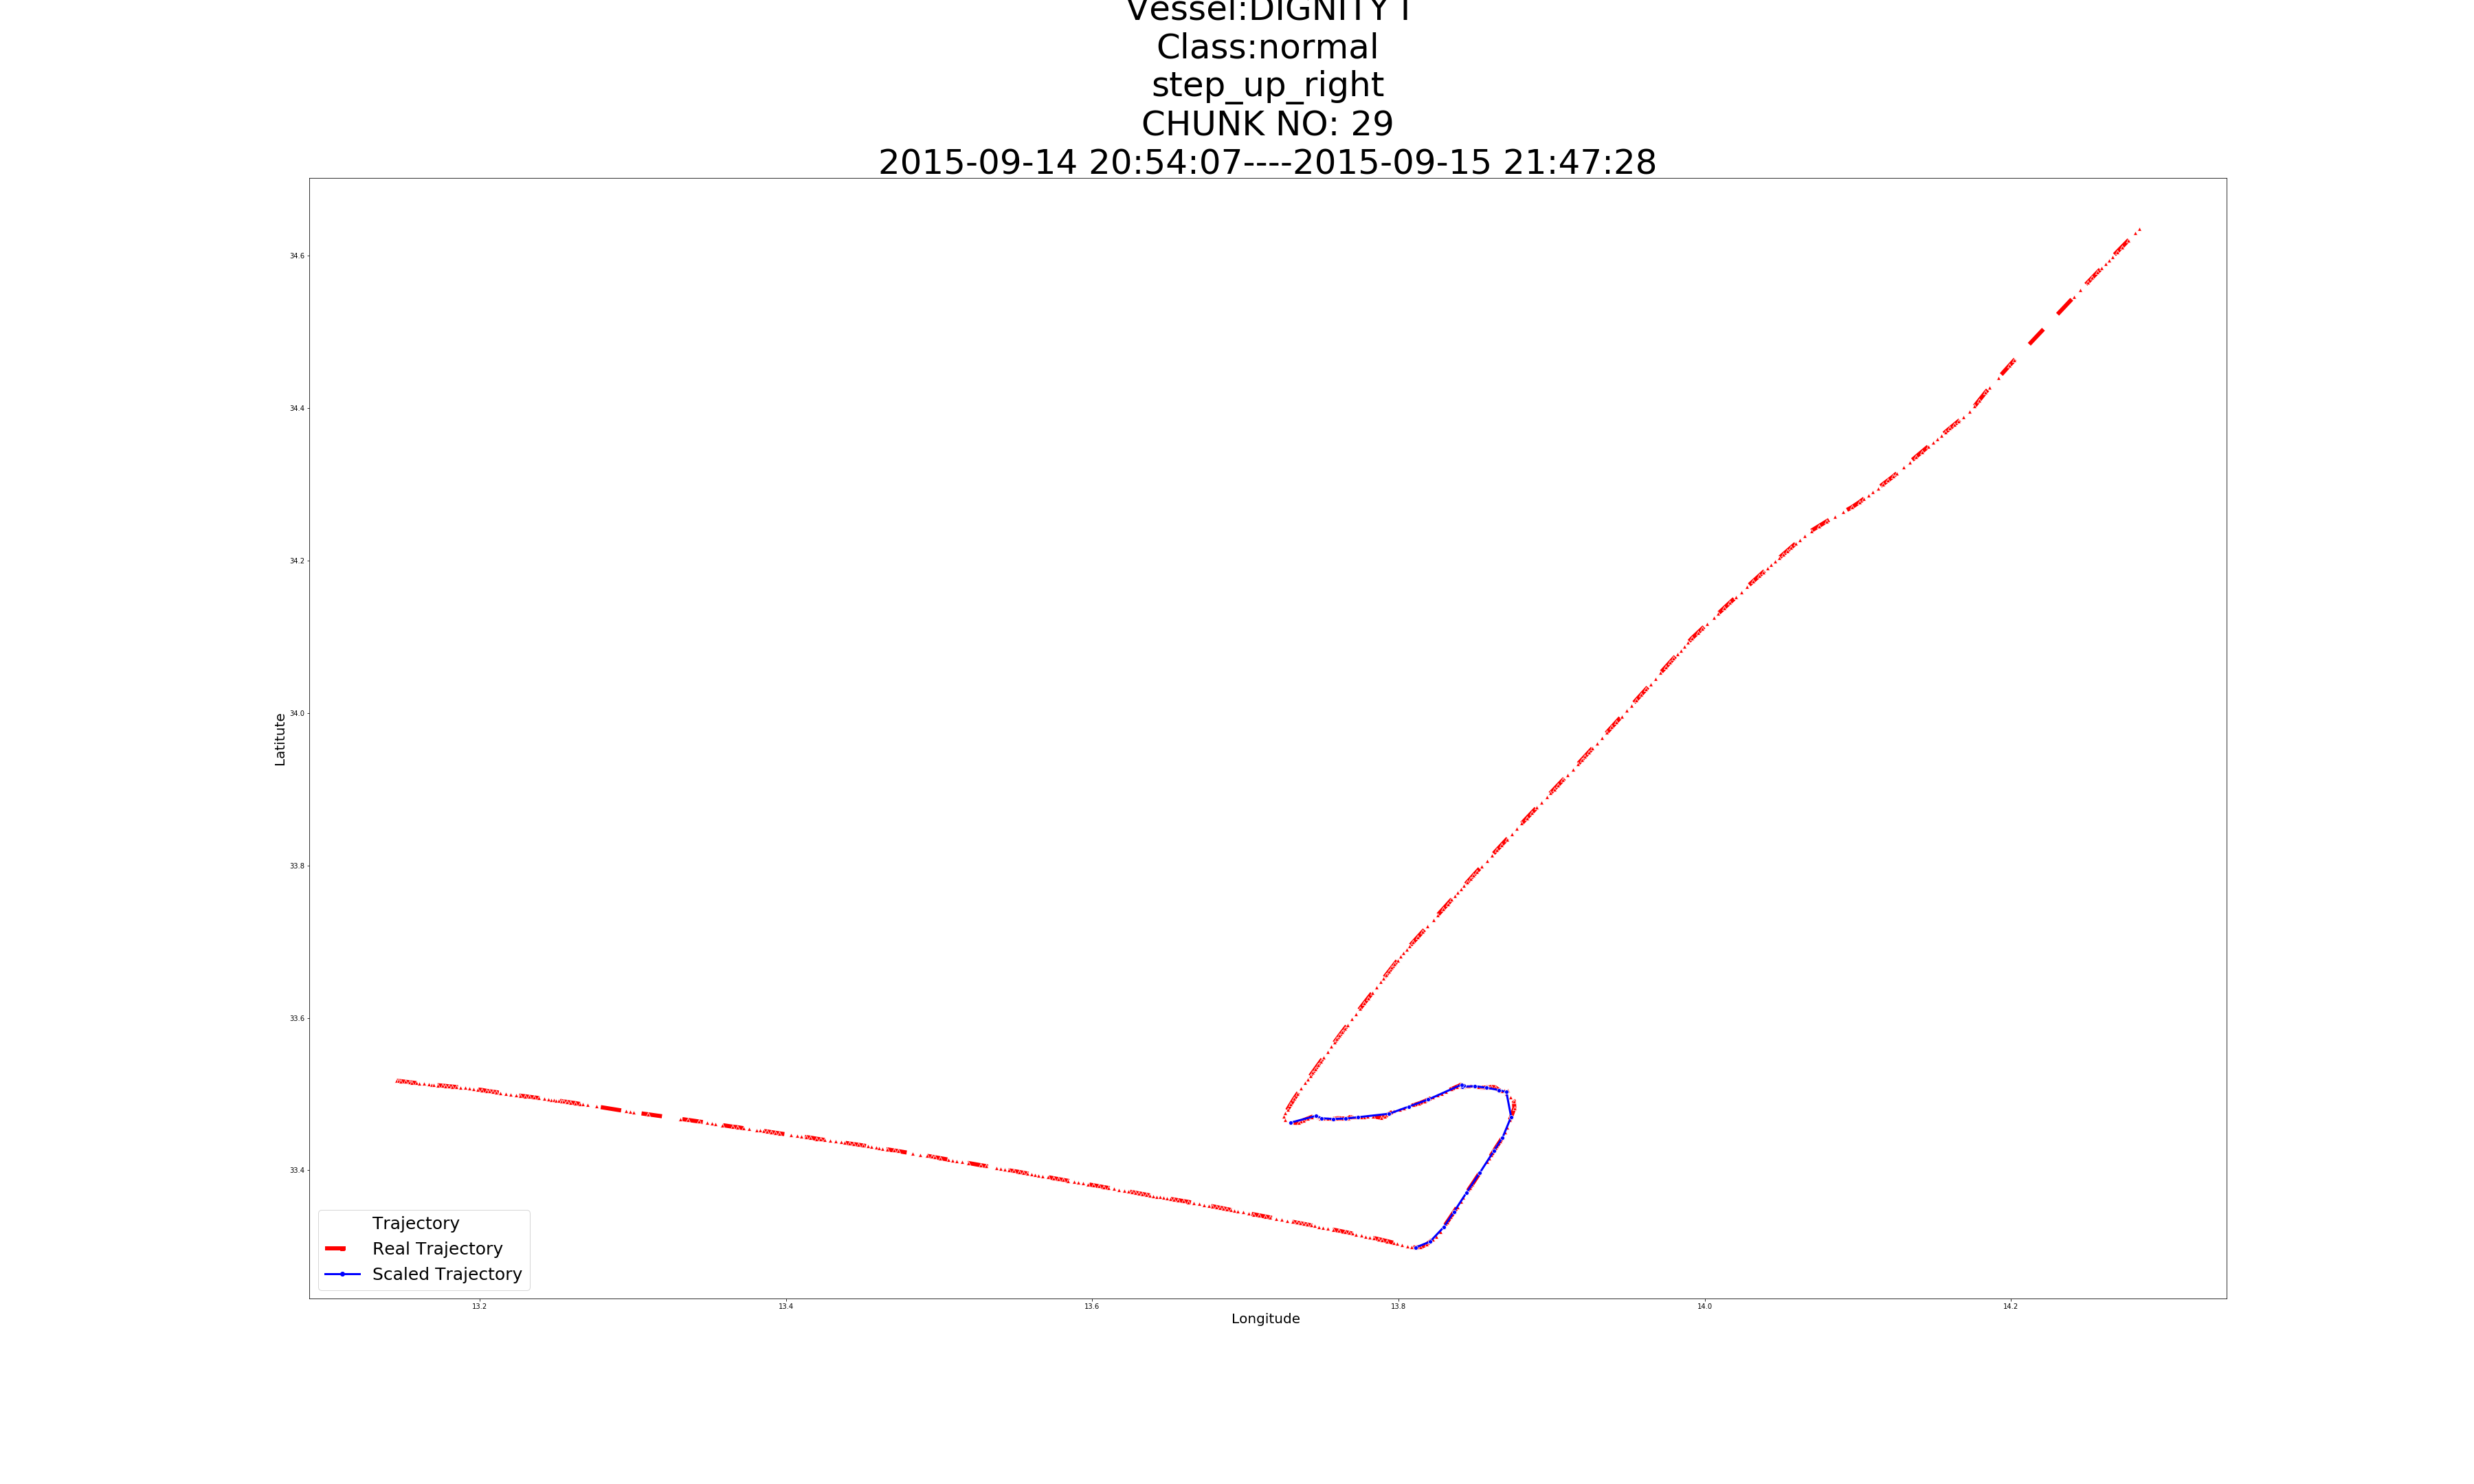 Vessel:DIGNITY I
Class:normal
step_up_right
CHUNK NO: 29
2015-09-14 20:54:07----2015-09-15 21:47:28
Latitute
34.6
34.4
34.2
34.0
33.8
33.6
33.4
Trajectory
Real Trajectory
Scaled Trajectory
13.2
13.4
13.6
13.8
14.0
14.2
Longitude